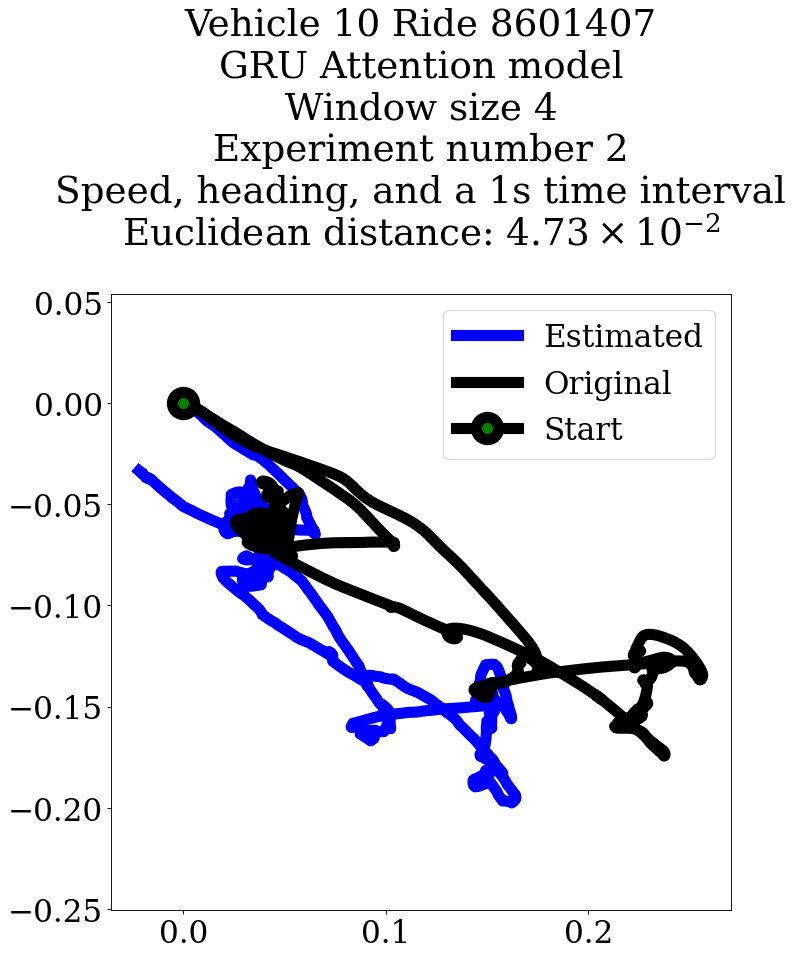 Vehicle 10 Ride 8601407
GRU Attention model
Window size 4
Experiment number 2
Speed, heading, and a 1s time interval
Euclidean distance: 4.73 × 10⁻²
Estimated
Original
Start
0.05
0.00
−0.05
−0.10
−0.15
−0.20
−0.25
0.0 0.1 0.2